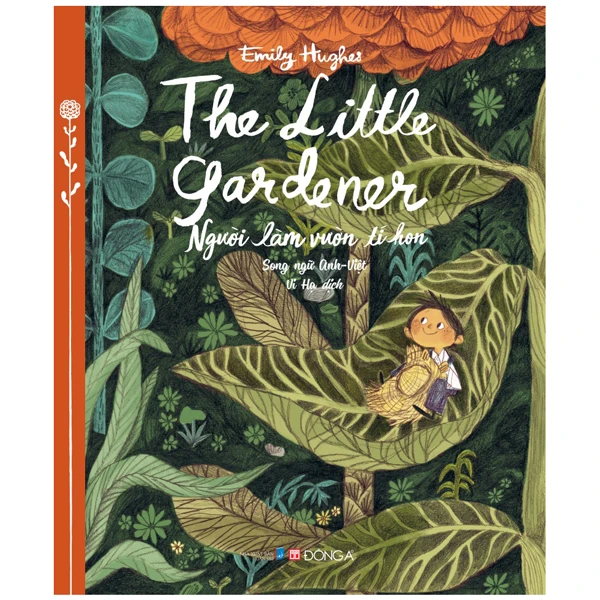 Emily Hughes
The Little
Gardener
Người làm vườn tí hon
Song ngữ Anh-Việt
Vi Hạ dịch
ĐÔNG A